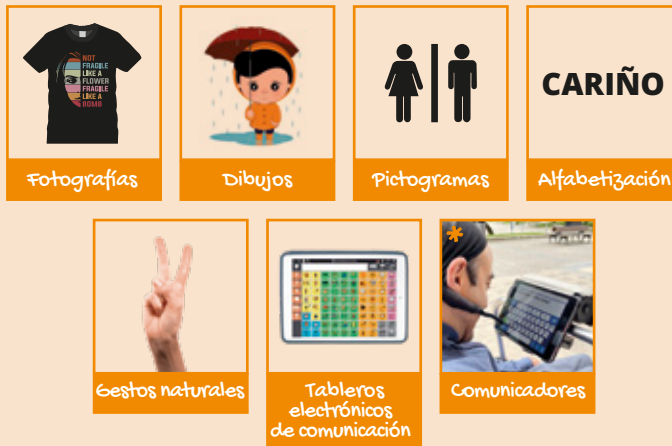 NOT
FRAGILE
LIKE A
FLOWER
FRAGILE
LIKE A
BOMB
CARIÑO
Fotografías
Dibujos
Pictogramas
Alfabetización
Gestos naturales
Tableros
electrónicos
de comunicación
Comunicadores